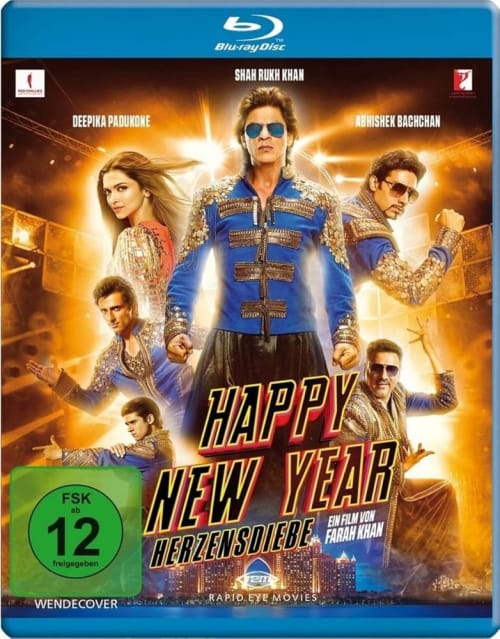 Blu-ray Disc
TM
SHAH RUKH KHAN
DEEPIKA PADUKONE
ABHISHEK BACHCHAN
HAPPY
NEW YEAR
HERZENSDIEBE
EIN FILM VON
FARAH KHAN
FSK
ab
12
freigegeben
WENDECOVER
RAPID EYE MOVIES